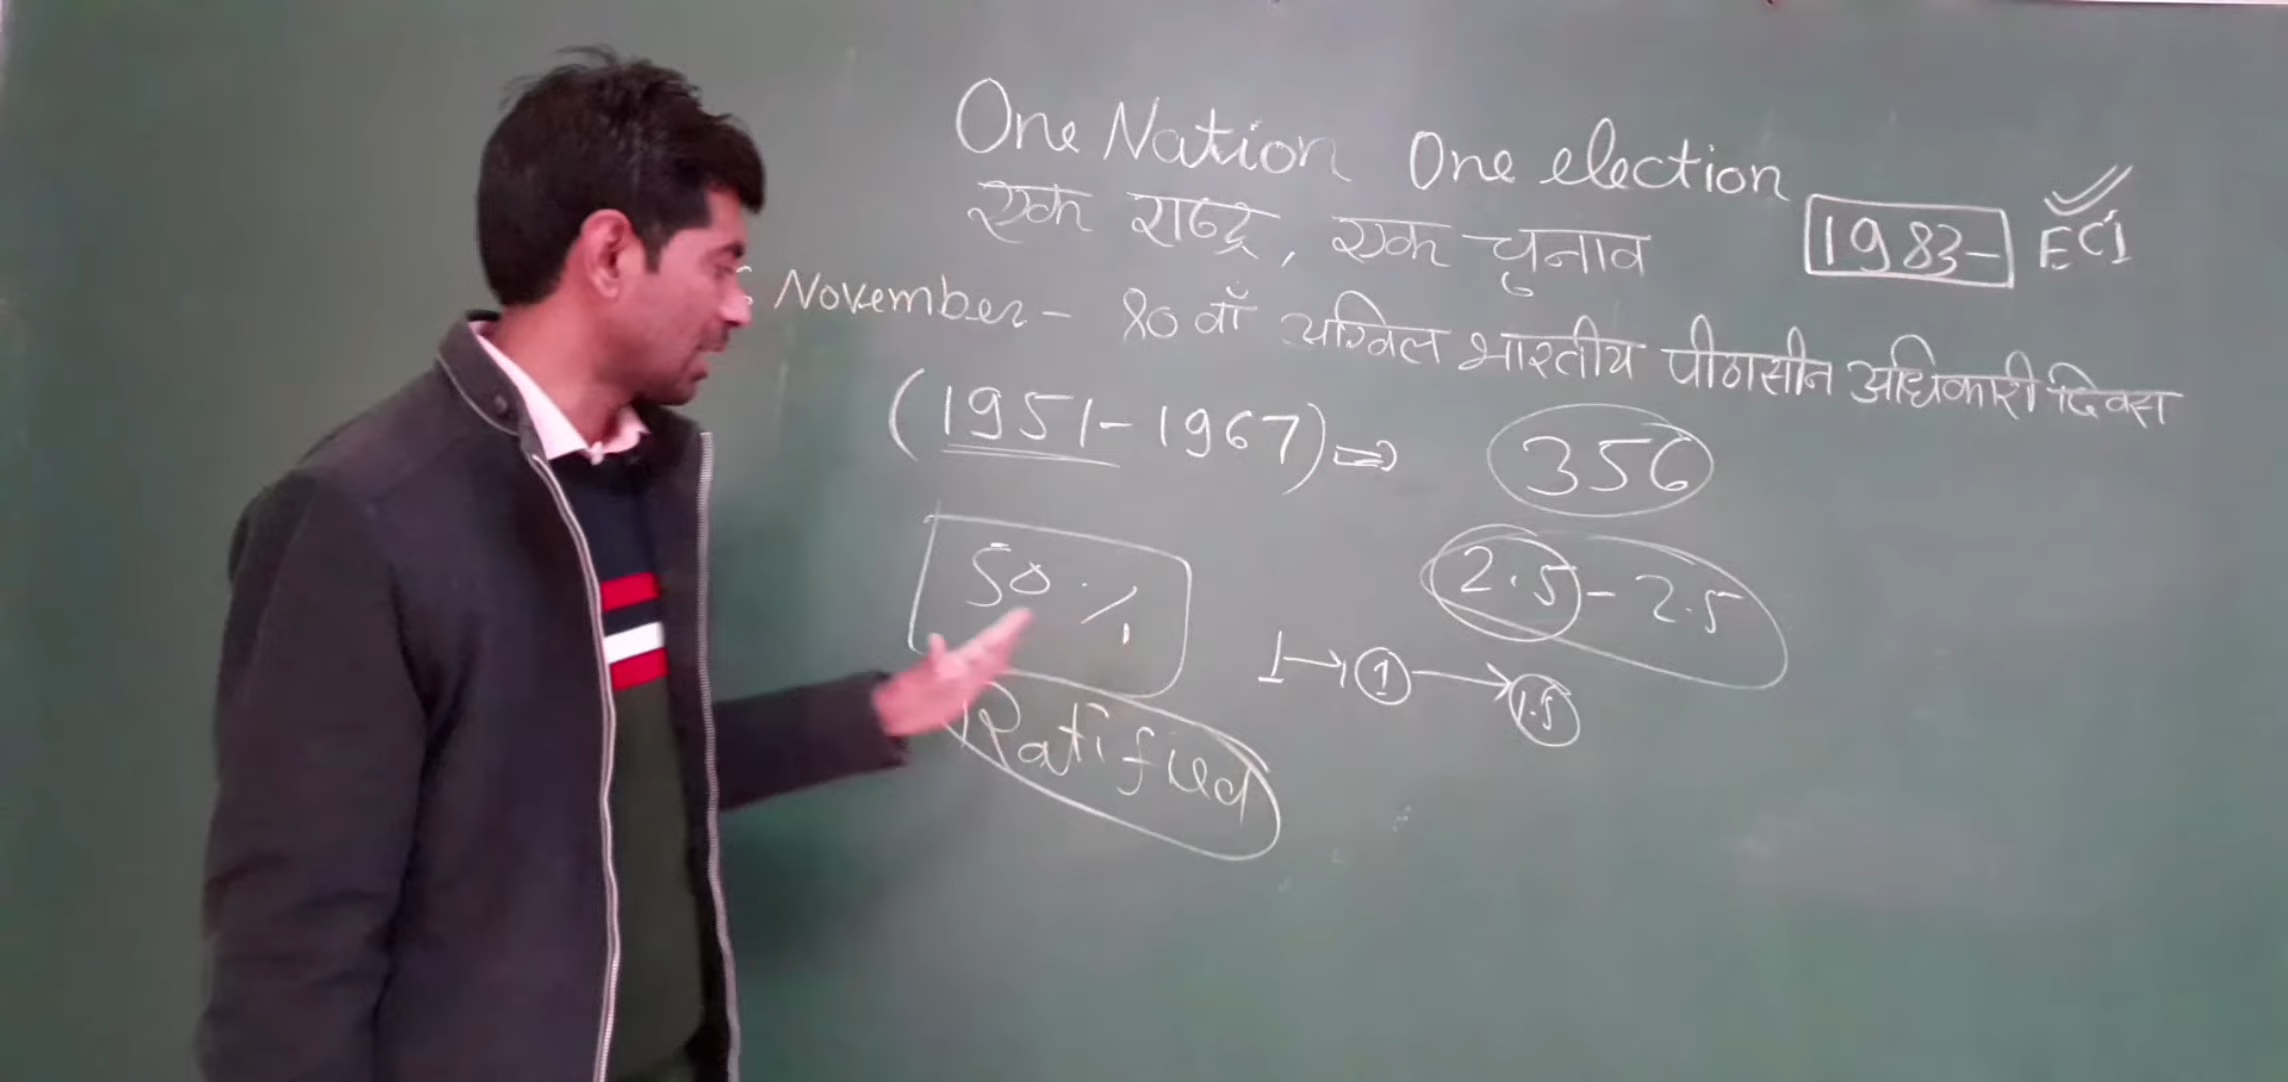 One Nation One election
एक राष्ट्र, एक चुनाव
1983- ECI
November - 80 वाँ अखिल भारतीय पीठासीन अधिकारी दिवस
(1951-1967) ⇒ 356
50%
2.5 - 2.5
1 → 1 → 1.5
Ratified